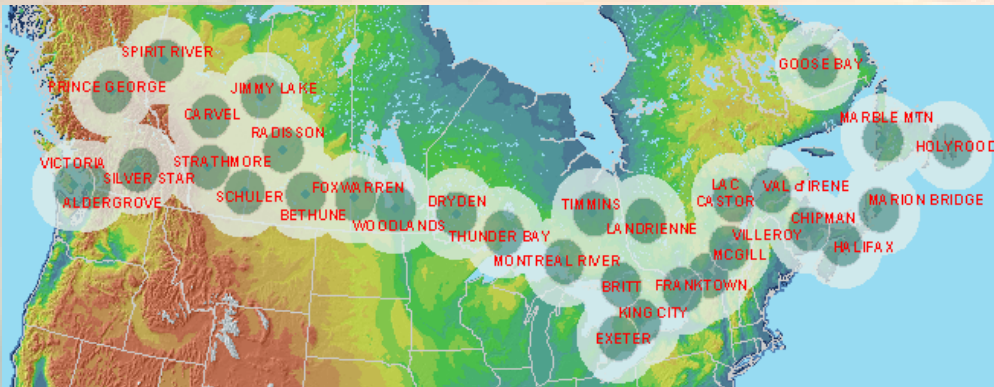 SPIRIT RIVER
GOOSE BAY
PRINCE GEORGE
JIMMY LAKE
CARVEL
MARBLE MTN
RADISSON
HOLYROOD
VICTORIA
STRATHMORE
SILVER STAR
FOXWARREN
LAC
CASTOR
VAL d'IRENE
SCHULER
ALDERGROVE
DRYDEN
TIMMINS
MARION BRIDGE
BETHUNE
WOODLANDS
LANDRIENNE
CHIPMAN
THUNDER BAY
VILLEROY
HALIFAX
MCGILL
MONTREAL RIVER
BRITT
FRANKTOWN
KING CITY
EXETER